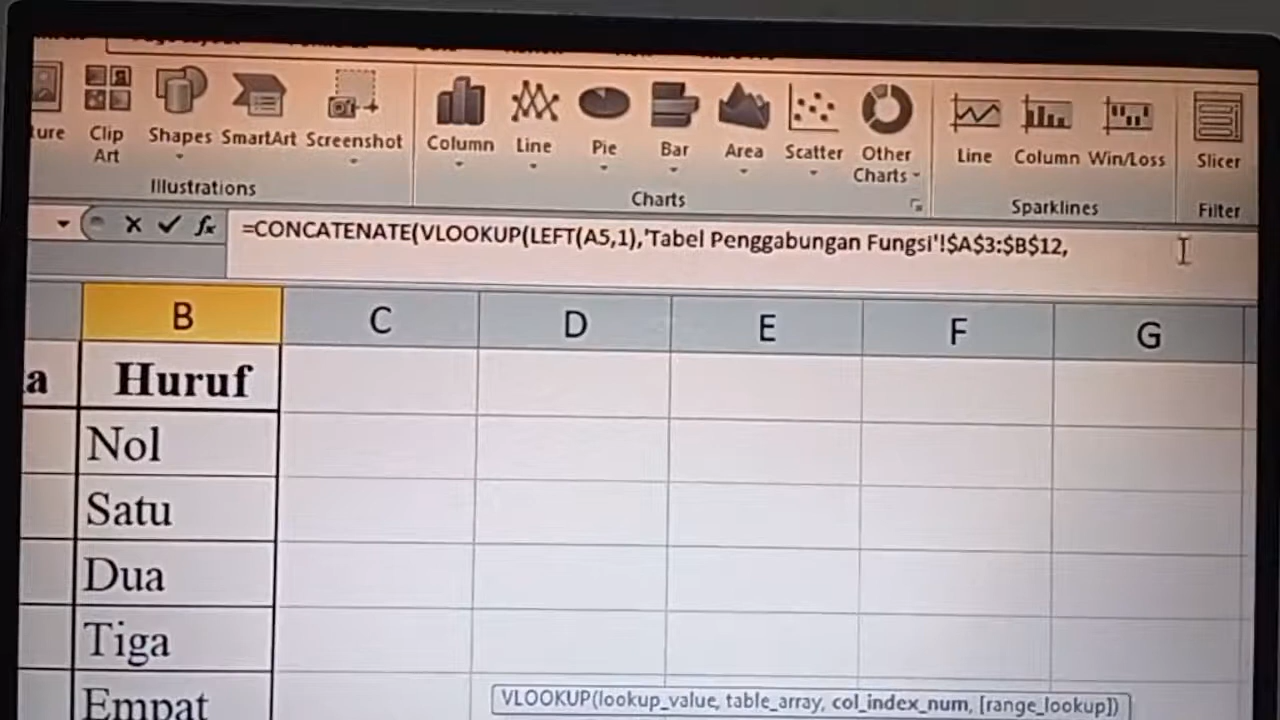 ture Clip Art Shapes SmartArt Screenshot Column Line Pie Bar Area Scatter Other Charts Line Column Win/Loss Slicer
Illustrations Charts Sparklines Filter
fx =CONCATENATE(VLOOKUP(LEFT(A5,1),'Tabel Penggabungan Fungsi'!$A$3:$B$12,
B C D E F G
a Huruf
Nol
Satu
Dua
Tiga
Empat
VLOOKUP(lookup_value, table_array, col_index_num, [range_lookup])